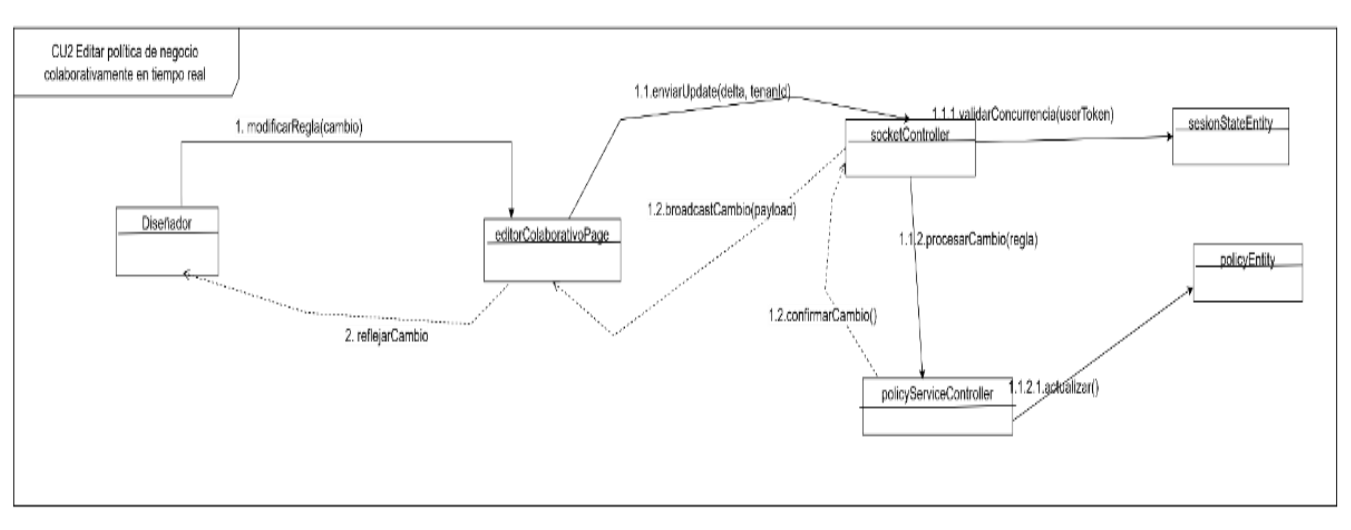 CU2 Editar política de negocio
colaborativamente en tiempo real
1.1.enviarUpdate(delta, tenanId)
1. modificarRegla(cambio)
1.1.1.validarConcurrencia(userToken)
sesionStateEntity
socketController
Diseñador
editorColaborativoPage
1.2.broadcastCambio(payload)
1.1.2.procesarCambio(regla)
policyEntity
2. reflejarCambio
1.2.confirmarCambio()
policyServiceController
1.1.2.1.actualizar()